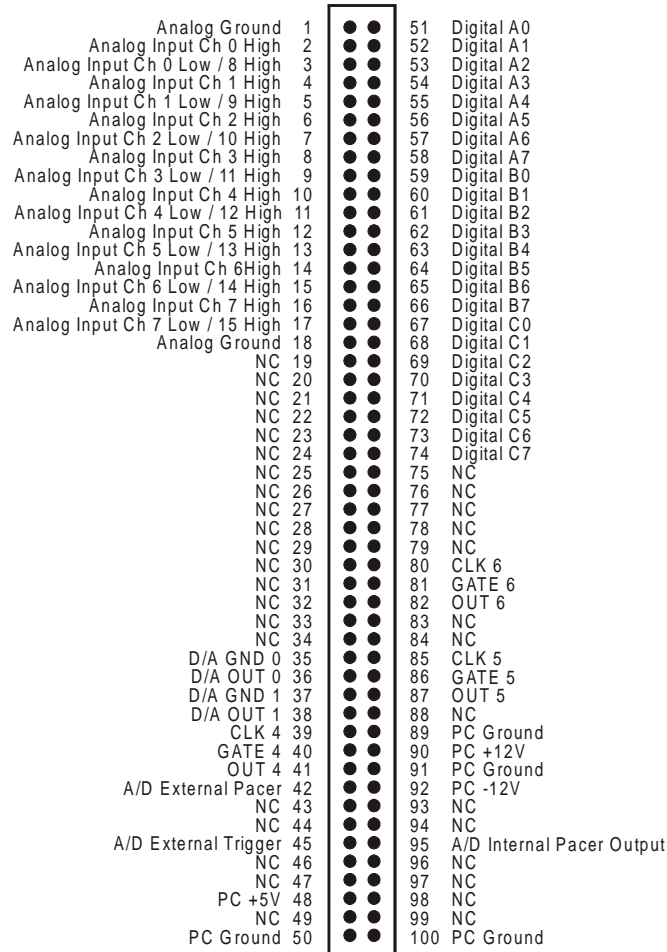 Analog Ground 1 51 Digital A0
Analog Input Ch 0 High 2 52 Digital A1
Analog Input Ch 0 Low / 8 High 3 53 Digital A2
Analog Input Ch 1 High 4 54 Digital A3
Analog Input Ch 1 Low / 9 High 5 55 Digital A4
Analog Input Ch 2 High 6 56 Digital A5
Analog Input Ch 2 Low / 10 High 7 57 Digital A6
Analog Input Ch 3 High 8 58 Digital A7
Analog Input Ch 3 Low / 11 High 9 59 Digital B0
Analog Input Ch 4 High 10 60 Digital B1
Analog Input Ch 4 Low / 12 High 11 61 Digital B2
Analog Input Ch 5 High 12 62 Digital B3
Analog Input Ch 5 Low / 13 High 13 63 Digital B4
Analog Input Ch 6High 14 64 Digital B5
Analog Input Ch 6 Low / 14 High 15 65 Digital B6
Analog Input Ch 7 High 16 66 Digital B7
Analog Input Ch 7 Low / 15 High 17 67 Digital C0
Analog Ground 18 68 Digital C1
NC 19 69 Digital C2
NC 20 70 Digital C3
NC 21 71 Digital C4
NC 22 72 Digital C5
NC 23 73 Digital C6
NC 24 74 Digital C7
NC 25 75 NC
NC 26 76 NC
NC 27 77 NC
NC 28 78 NC
NC 29 79 NC
NC 30 80 CLK 6
NC 31 81 GATE 6
NC 32 82 OUT 6
NC 33 83 NC
NC 34 84 NC
D/A GND 0 35 85 CLK 5
D/A OUT 0 36 86 GATE 5
D/A GND 1 37 87 OUT 5
D/A OUT 1 38 88 NC
CLK 4 39 89 PC Ground
GATE 4 40 90 PC +12V
OUT 4 41 91 PC Ground
A/D External Pacer 42 92 PC -12V
NC 43 93 NC
NC 44 94 NC
A/D External Trigger 45 95 A/D Internal Pacer Output
NC 46 96 NC
NC 47 97 NC
PC +5V 48 98 NC
NC 49 99 NC
PC Ground 50 100 PC Ground